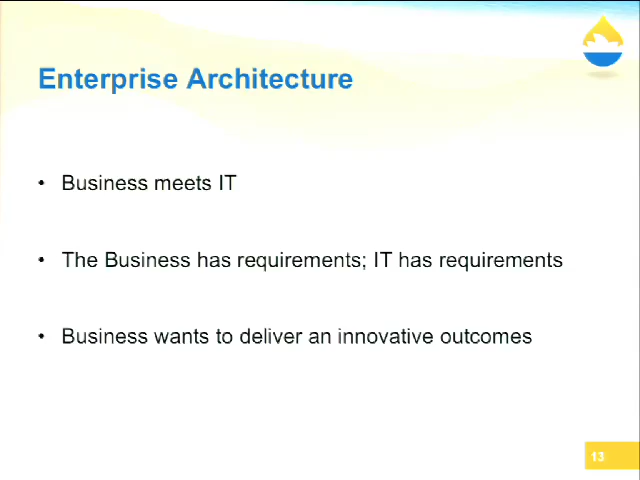 Enterprise Architecture
• Business meets IT
• The Business has requirements; IT has requirements
• Business wants to deliver an innovative outcomes
13